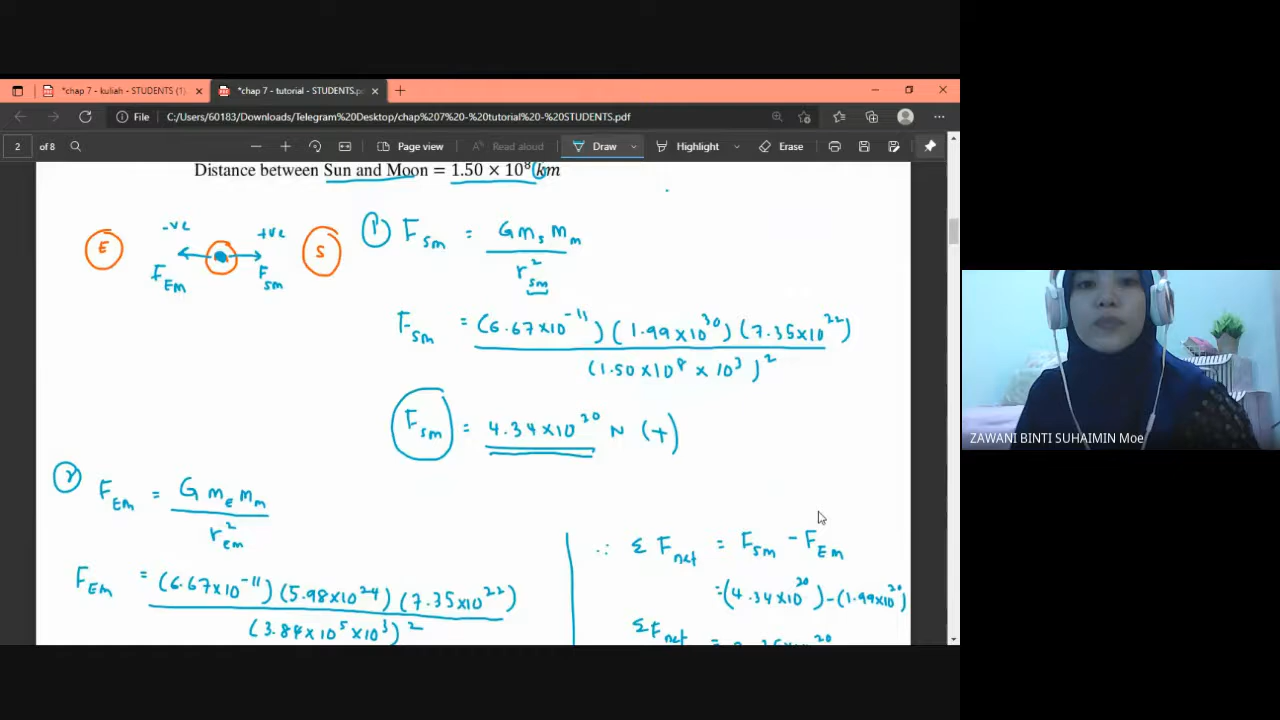 *chap 7 - kuliah - STUDENTS (1).
*chap 7 - tutorial - STUDENTS.p
File
C:/Users/60183/Downloads/Telegram%20Desktop/chap%207%20-%20tutorial%20-%20STUDENTS.pdf
2 of 8
Page view
Read aloud
Draw
Highlight
Erase
Distance between Sun and Moon = 1.50 × 10⁸ km
-ve +ve
E S
F_Em F_sm
① F_sm = G m_s m_m / r_sm²
F_sm = (6.67×10⁻¹¹) (1.99×10³⁰) (7.35×10²²) / (1.50×10⁸ × 10³)²
F_sm = 4.34×10²⁰ N (+)
② F_Em = G m_e m_m / r_em²
F_Em = (6.67×10⁻¹¹) (5.98×10²⁴) (7.35×10²²) / (3.84×10⁵×10³)²
∴ Σ F_net = F_sm - F_Em
= (4.34×10²⁰) - (1.99×10²⁰)
ΣF_net =
ZAWANI BINTI SUHAIMIN Moe